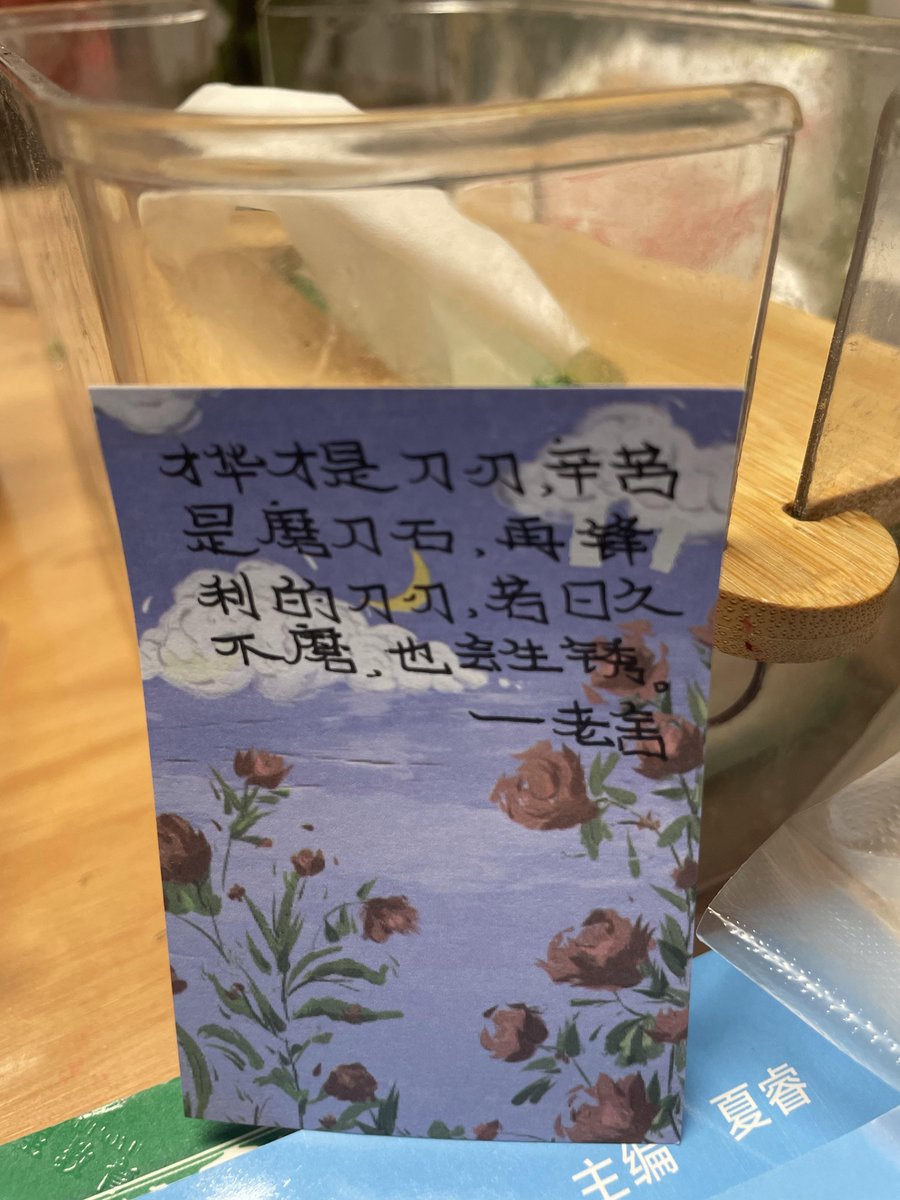 才华才是刀刃,辛苦
是磨刀石,再锋
利的刀刃,若日久
不磨,也会生锈。
—老舍
主编 夏睿